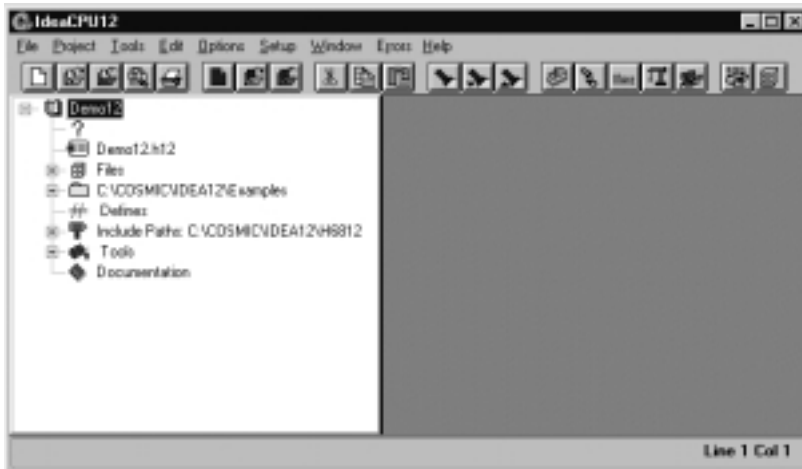 IdeaCPU12
File Project Tools Edit Options Setup Window Errors Help
Demo12
?
Demo12.h12
Files
C:\COSMIC\IDEA12\Examples
Defines
Include Paths: C:\COSMIC\IDEA12\H6812
Tools
Documentation
Line 1 Col 1